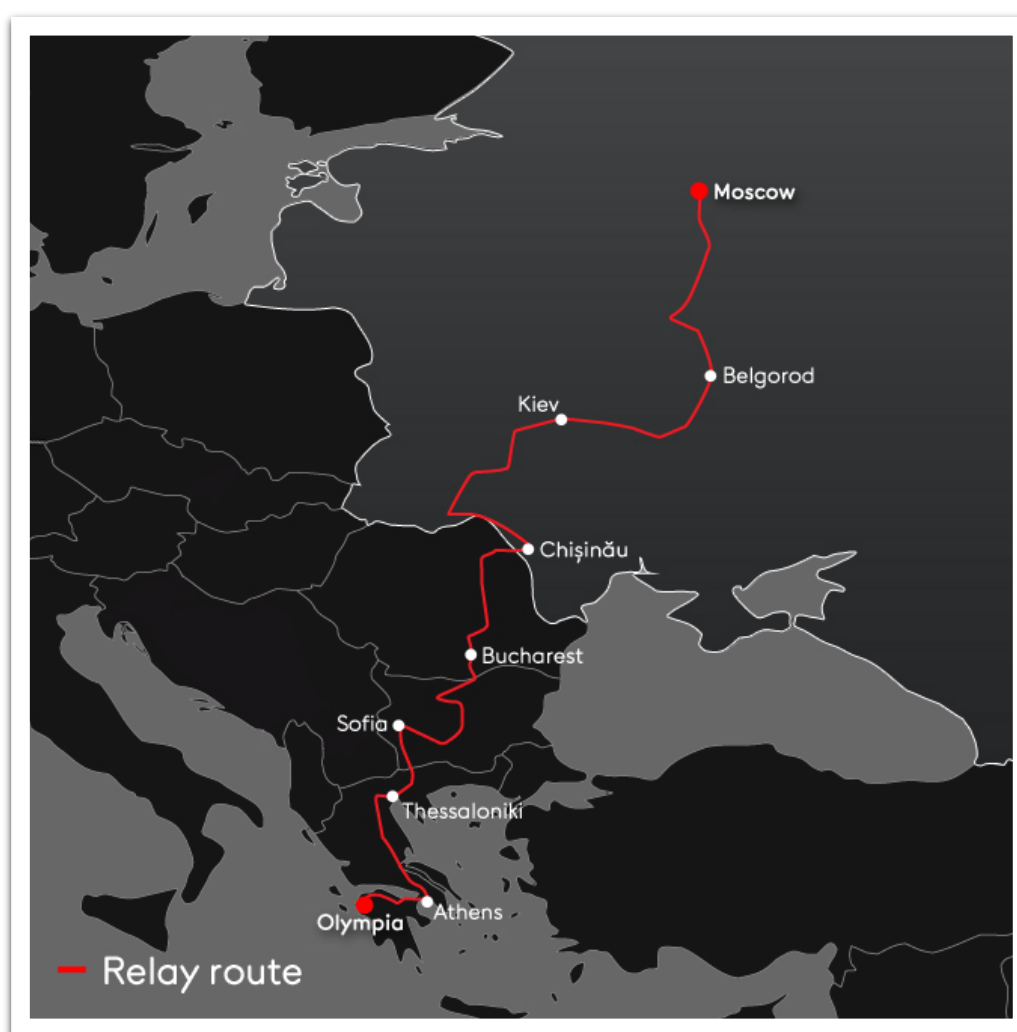 Moscow
Belgorod
Kiev
Chișinău
Bucharest
Sofia
Thessaloniki
Athens
Olympia
Relay route